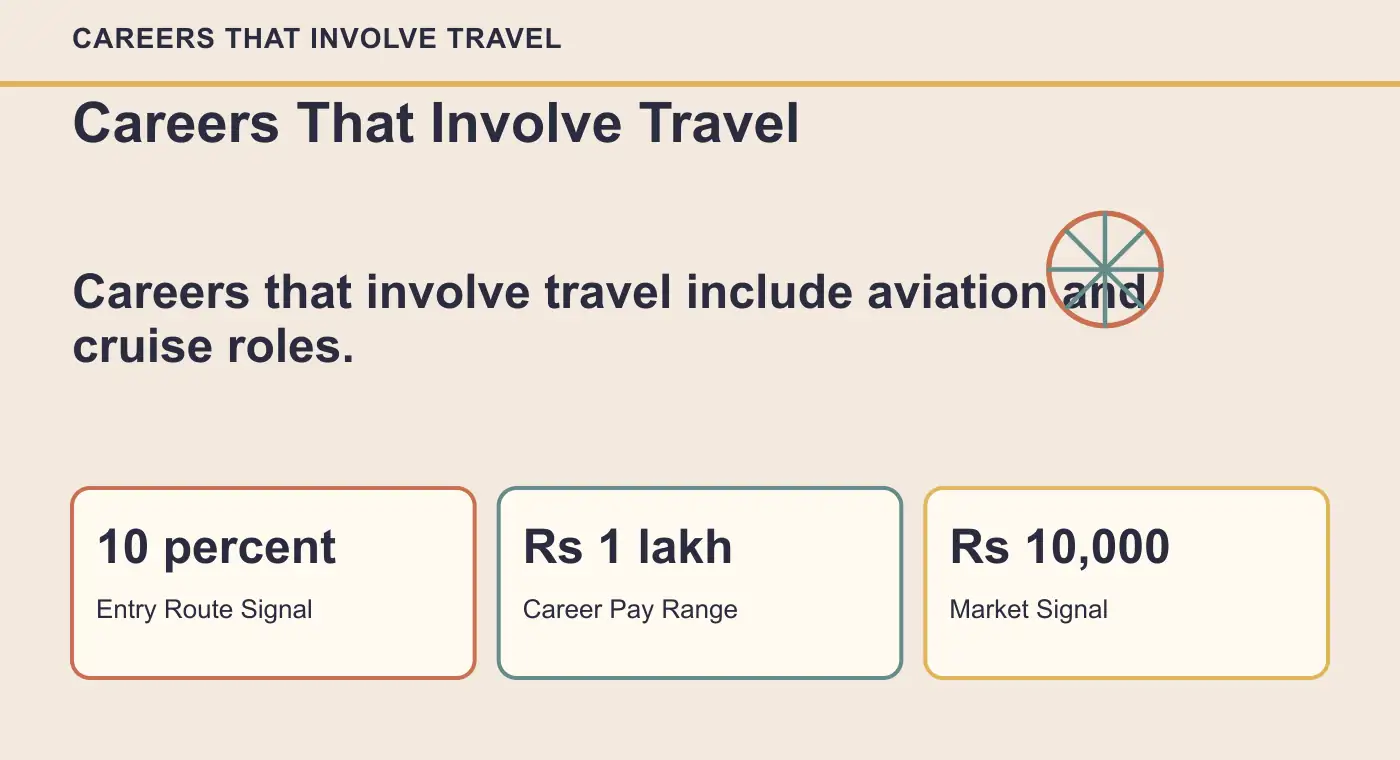 CAREERS THAT INVOLVE TRAVEL
Careers That Involve Travel
Careers that involve travel include aviation and
cruise roles.
10 percent
Entry Route Signal
Rs 1 lakh
Career Pay Range
Rs 10,000
Market Signal